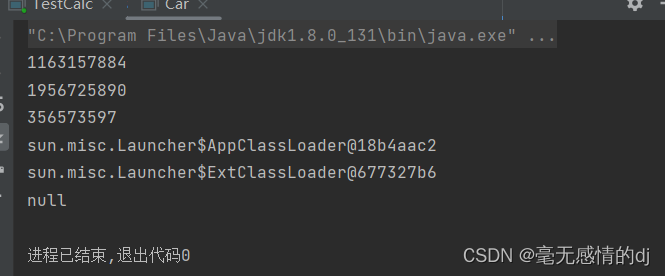 TestCalc × Car ×
"C:\Program Files\Java\jdk1.8.0_131\bin\java.exe" ...
1163157884
1956725890
356573597
sun.misc.Launcher$AppClassLoader@18b4aac2
sun.misc.Launcher$ExtClassLoader@677327b6
null
进程已结束,退出代码0
CSDN @毫无感情的dj